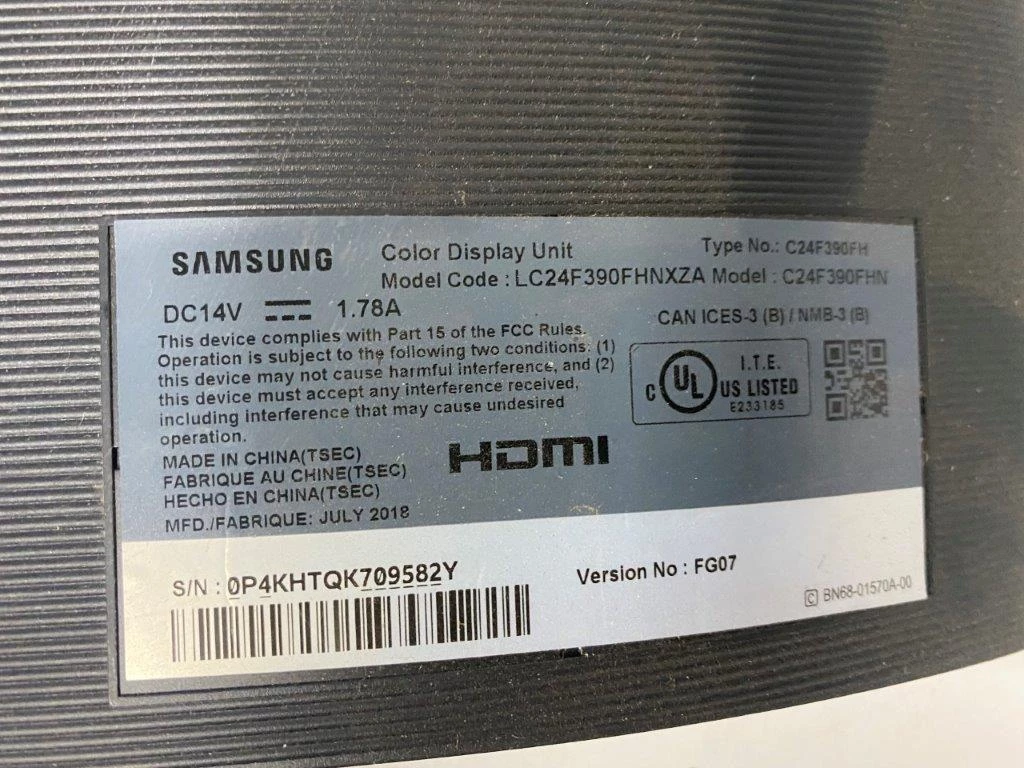 SAMSUNG
Color Display Unit
Type No.: C24F390FH
Model Code : LC24F390FHNXZA Model : C24F390FHN
DC14V 1.78A
CAN ICES-3 (B) / NMB-3 (B)
This device complies with Part 15 of the FCC Rules.
Operation is subject to the following two conditions: (1)
this device may not cause harmful interference, and (2)
this device must accept any interference received,
including interference that may cause undesired
operation.
C UL US LISTED
I.T.E.
E233185
MADE IN CHINA(TSEC)
FABRIQUE AU CHINE(TSEC)
HECHO EN CHINA(TSEC)
MFD./FABRIQUE: JULY 2018
HDMI
S/N : 0P4KHTQK709582Y
Version No : FG07
C BN68-01570A-00